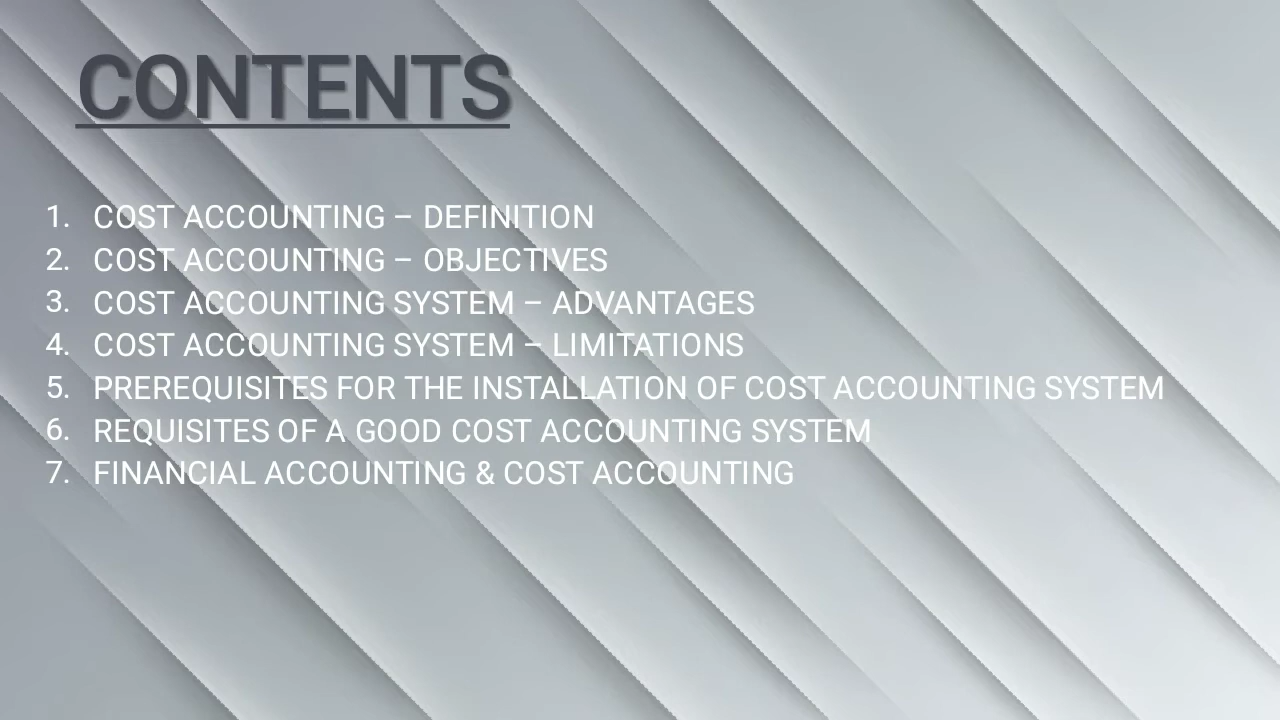 CONTENTS
1. COST ACCOUNTING – DEFINITION
2. COST ACCOUNTING – OBJECTIVES
3. COST ACCOUNTING SYSTEM – ADVANTAGES
4. COST ACCOUNTING SYSTEM – LIMITATIONS
5. PREREQUISITES FOR THE INSTALLATION OF COST ACCOUNTING SYSTEM
6. REQUISITES OF A GOOD COST ACCOUNTING SYSTEM
7. FINANCIAL ACCOUNTING & COST ACCOUNTING